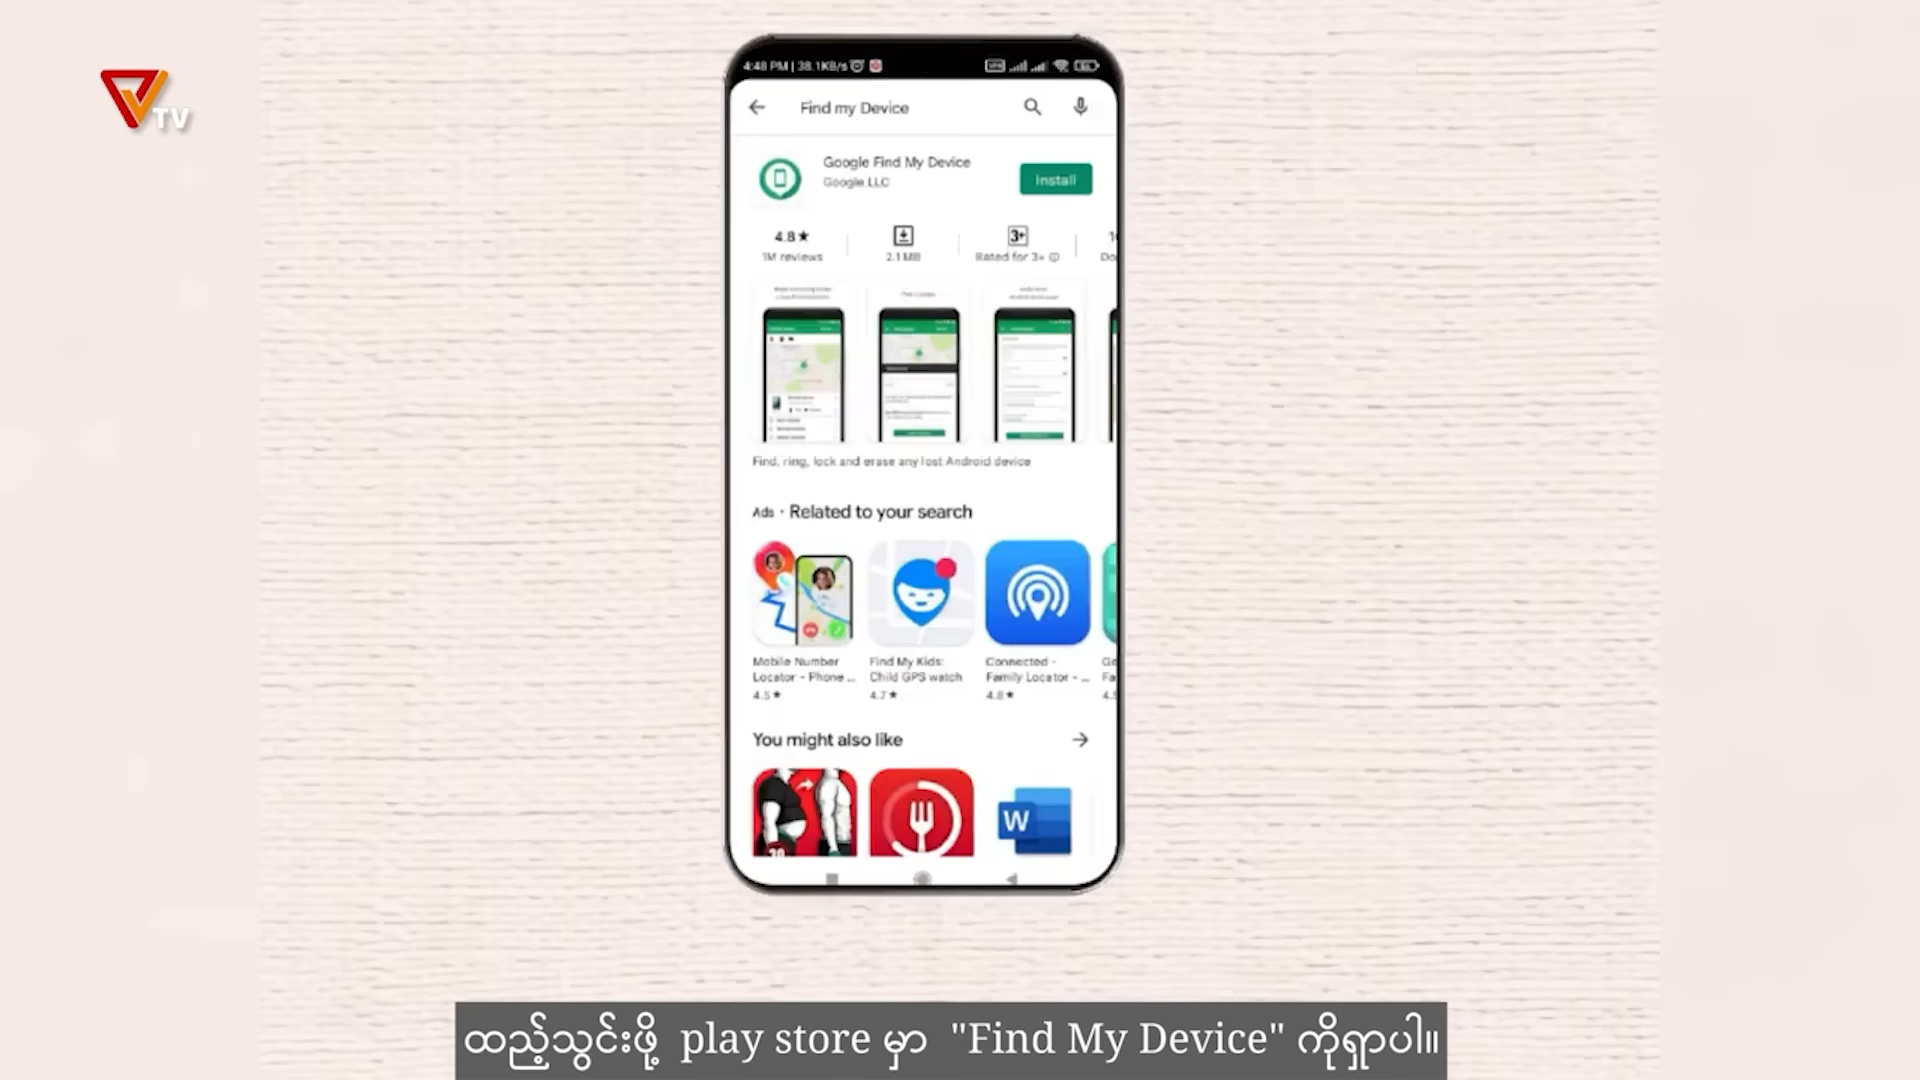 TV
4:48 PM | 38.1KB/s
Find my Device
Google Find My Device
Google LLC
Install
4.8★
1M reviews
2.1 MB
3+
Rated for 3+
Find, ring, lock and erase any lost Android device
Ads · Related to your search
Mobile Number
Locator - Phone ...
4.5★
Find My Kids:
Child GPS watch
4.7★
Connected -
Family Locator - ...
4.8★
You might also like
30
W
ထည့်သွင်းဖို့ play store မှာ "Find My Device" ကိုရှာပါ။